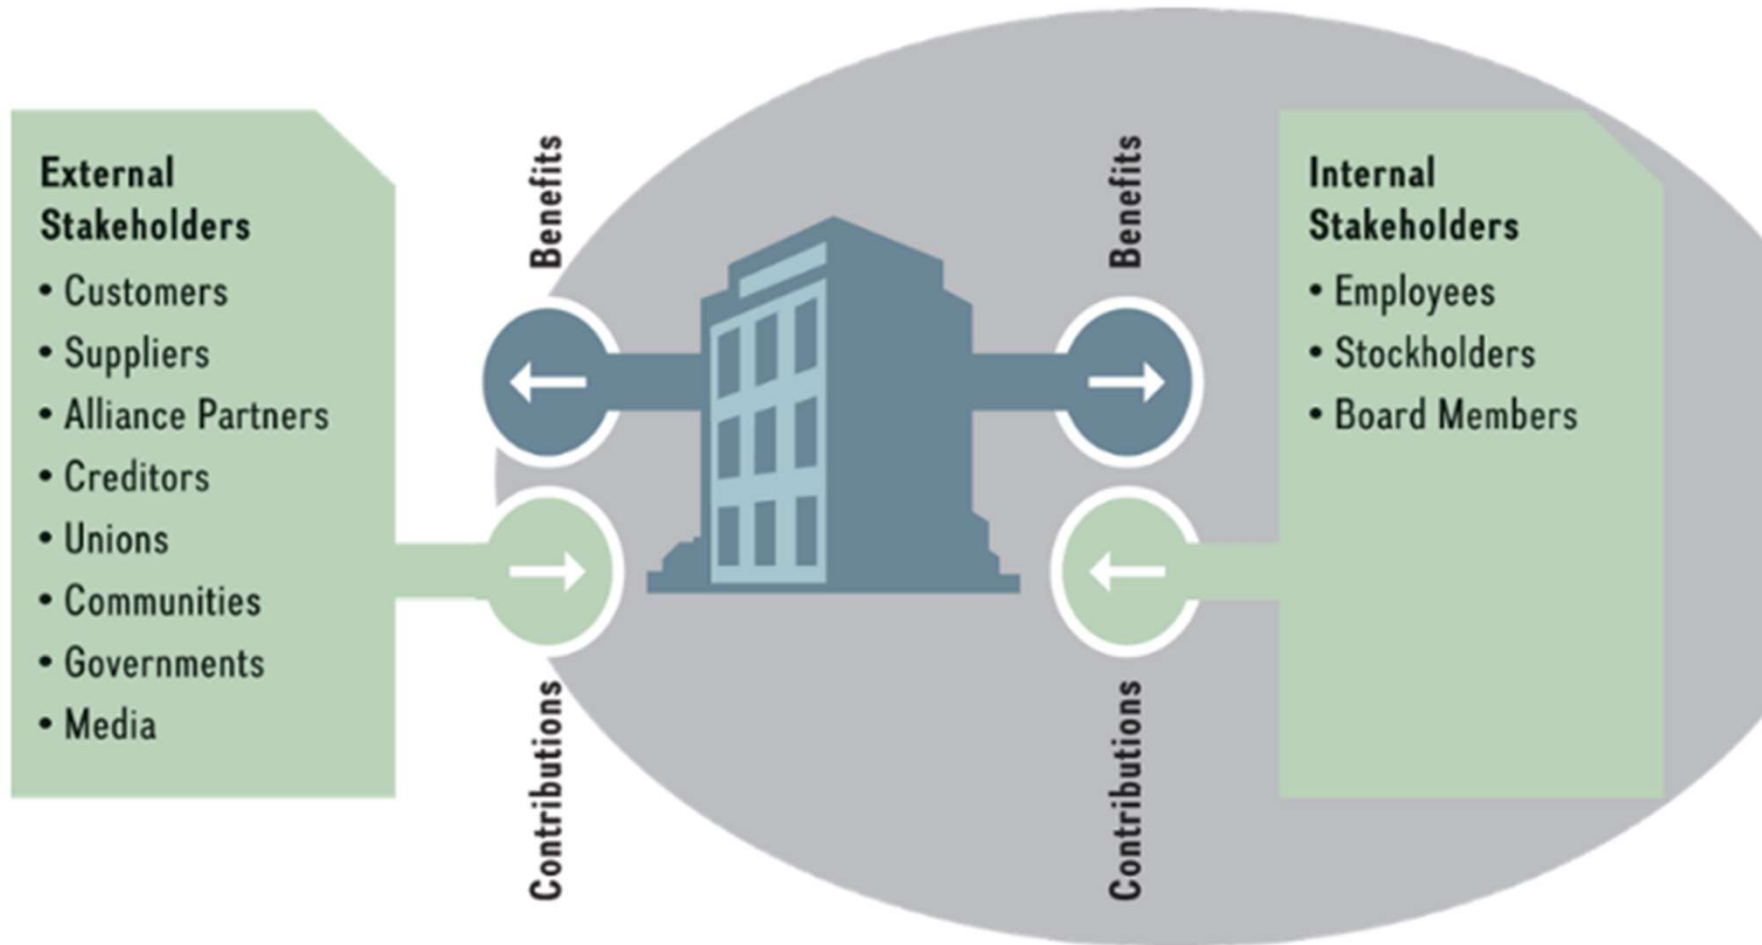 External
Stakeholders
• Customers
• Suppliers
• Alliance Partners
• Creditors
• Unions
• Communities
• Governments
• Media
Benefits
Contributions
Benefits
Contributions
Internal
Stakeholders
• Employees
• Stockholders
• Board Members